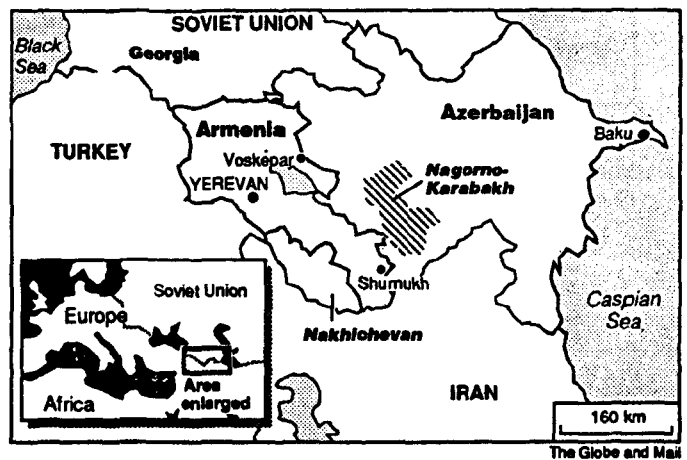 SOVIET UNION
Black
Sea
Georgia
Azerbaijan
Armenia
Baku
TURKEY
Voskepar
Nagorno-
Karabakh
YEREVAN
Shurnukh
Soviet Union
Caspian
Sea
Europe
Nakhichevan
Area
enlarged
IRAN
Africa
160 km
The Globe and Mail